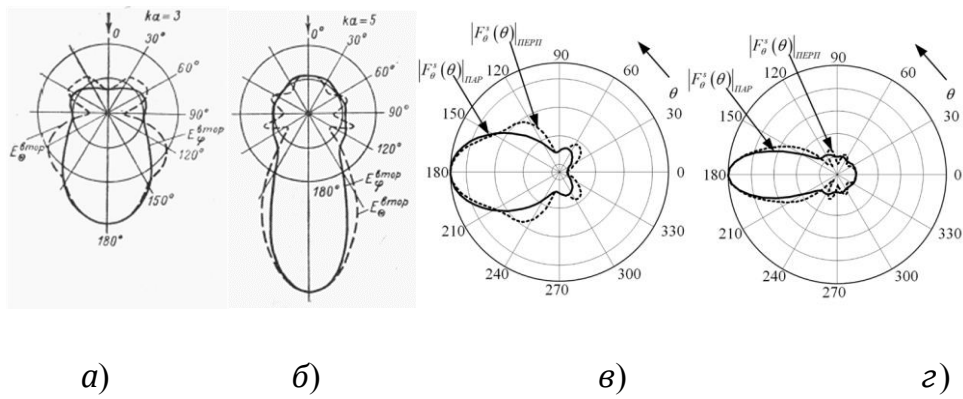 ka = 3
0
30°
60°
90°
E_φ^втор
120°
E_Θ^втор
150°
180°
ka = 5
0°
30°
60°
90°
120°
180°
E_φ^втор
E_Θ^втор
|F_θ^s(θ)|_ПЕРП
|F_θ^s(θ)|_ПАР
90
60
120
θ
150
30
180
0
210
330
240
300
270
|F_θ^s(θ)|_ПЕРП
|F_θ^s(θ)|_ПАР
90
60
120
θ
150
30
180
0
210
330
240
300
270
а) б) в) г)